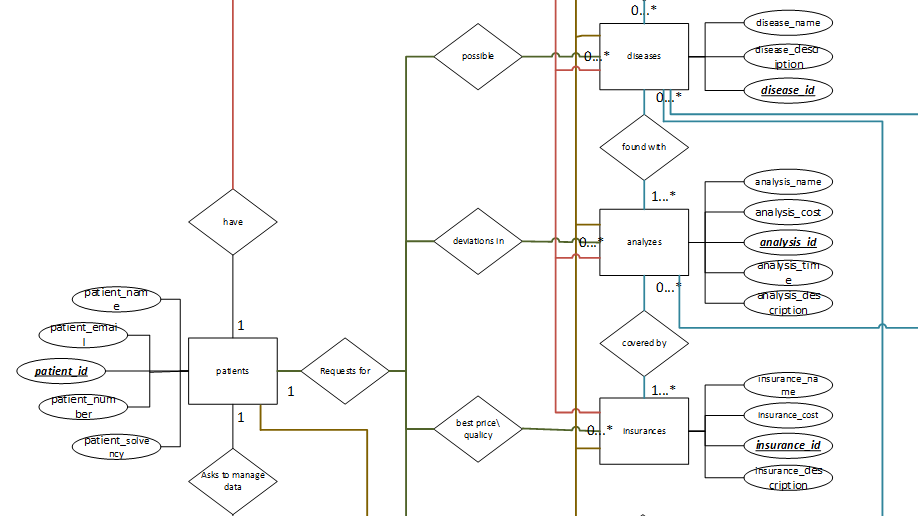 0...*
possible
0...*
diseases
disease_name
disease_descr
iption
disease_id
0...*
found with
1...*
have
deviations in
0...*
analyzes
analysis_name
analysis_cost
analysis_id
analysis_tim
e
analysis_des
cription
0...*
covered by
1...*
patient_nam
e
patient_emai
l
patient_id
patient_num
ber
patient_solve
ncy
1
patients
1
1
Requests for
Asks to manage
data
best price\
qualicy
0...*
insurances
insurance_na
me
insurance_cost
insurance_id
insurance_des
cription